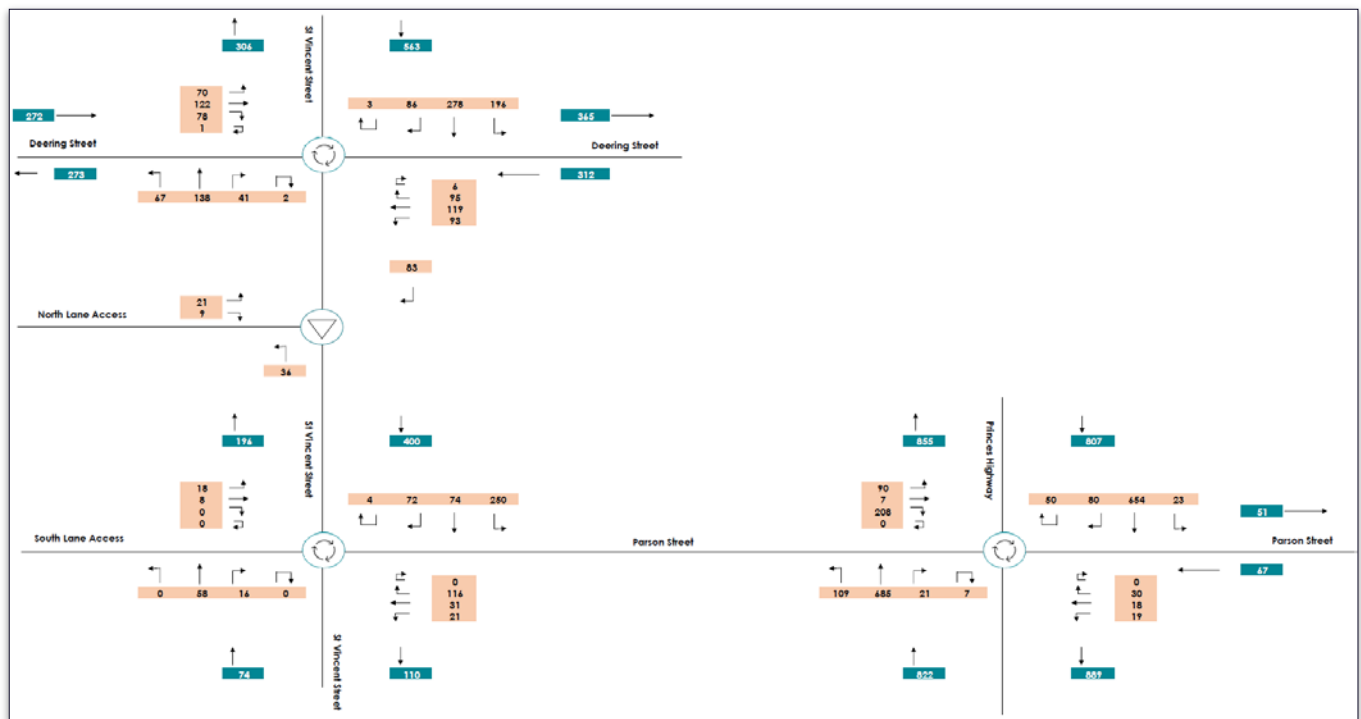 St Vincent Street
306
563
70
122
78
1
3 86 278 196
272
365
Deering Street
Deering Street
273
312
67 138 41 2
6
95
119
93
83
21
9
North Lane Access
36
St Vincent Street
196
400
855
Princes Highway
807
18
8
0
0
4 72 74 250
90
7
208
0
50 80 654 23
51
South Lane Access
Parson Street
Parson Street
67
0 58 16 0
0
116
31
21
109 685 21 7
0
30
18
19
St Vincent Street
74
110
822
889